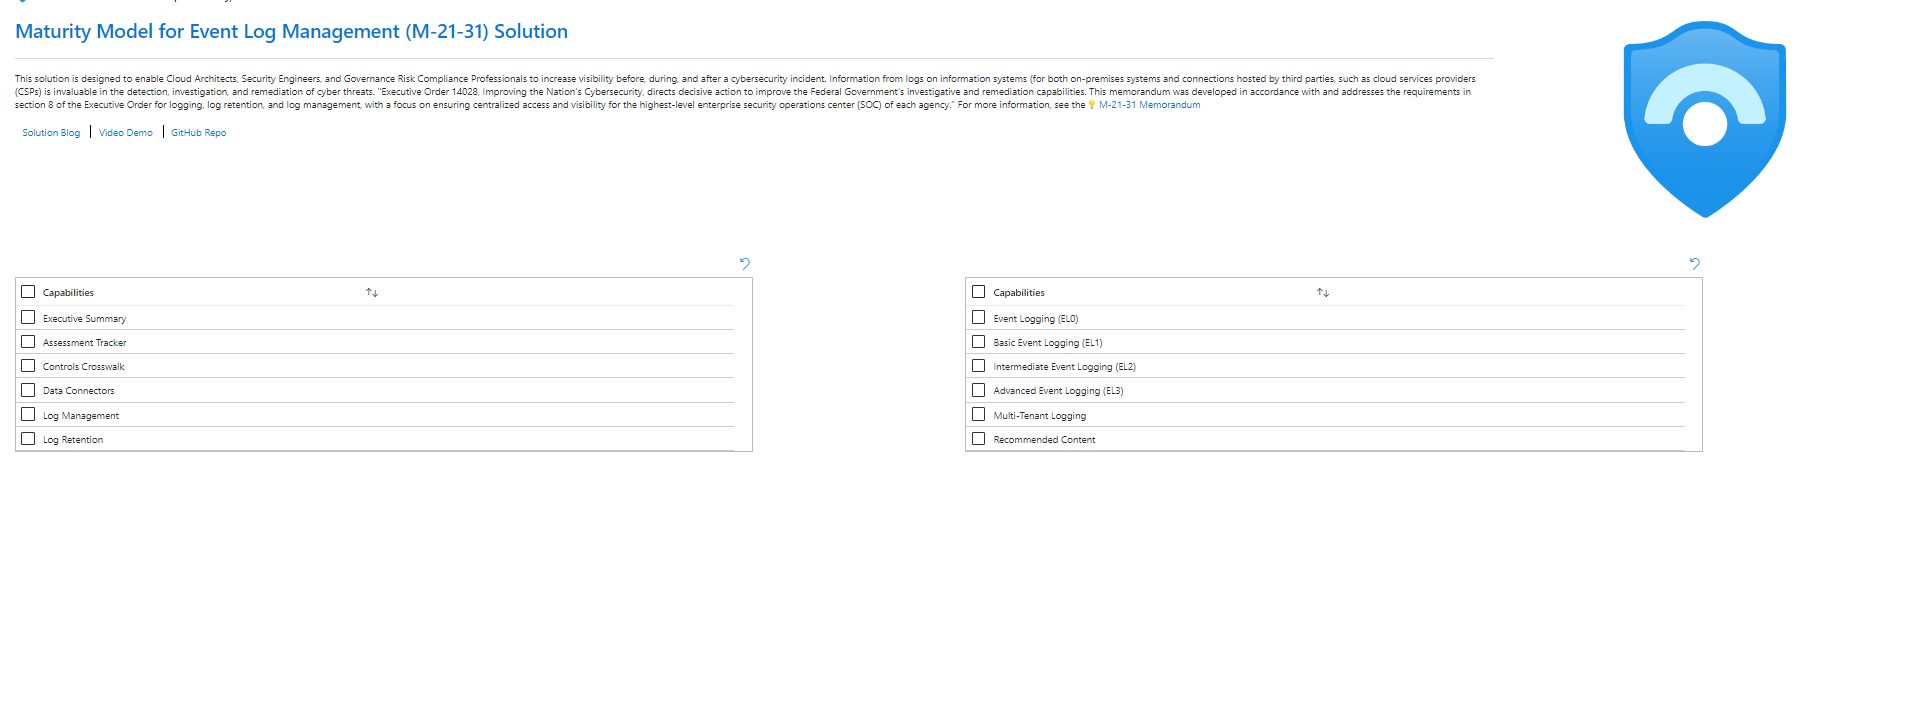 Maturity Model for Event Log Management (M-21-31) Solution
This solution is designed to enable Cloud Architects, Security Engineers, and Governance Risk Compliance Professionals to increase visibility before, during, and after a cybersecurity incident. Information from logs on information systems (for both on-premises systems and connections hosted by third parties, such as cloud services providers
(CSPs) is invaluable in the detection, investigation, and remediation of cyber threats. "Executive Order 14028, Improving the Nation's Cybersecurity, directs decisive action to improve the Federal Government's investigative and remediation capabilities. This memorandum was developed in accordance with and addresses the requirements in
section 8 of the Executive Order for logging, log retention, and log management, with a focus on ensuring centralized access and visibility for the highest-level enterprise security operations center (SOC) of each agency." For more information, see the M-21-31 Memorandum
Solution Blog | Video Demo | GitHub Repo
Capabilities
Executive Summary
Assessment Tracker
Controls Crosswalk
Data Connectors
Log Management
Log Retention
Capabilities
Event Logging (EL0)
Basic Event Logging (EL1)
Intermediate Event Logging (EL2)
Advanced Event Logging (EL3)
Multi-Tenant Logging
Recommended Content